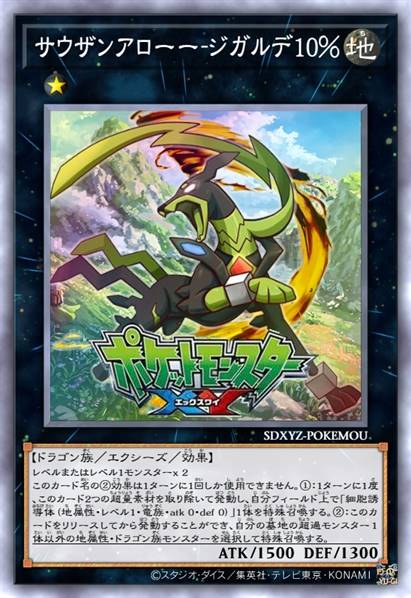 サウザンアローー-ジガルデ10%
地
ポケットモンスター
XY
エックスワイ
SDXYZ-POKEMOU
【ドラゴン族／エクシーズ／効果】
レベルまたはレベル1モンスターx 2
このカード名の②効果は1ターンに1回しか使用できません。①:1ターンに1度
、このカード2つの超量素材を取り除いて発動し、自分フィールド上で「細胞誘
導体 (地属性・レベル1・竜族・atk 0・def 0)」1体を特殊召喚する。②:このカ
ードをリリースしてから発動することができ、自分の墓地の超過モンスター1
体以外の地属性・ドラゴン族モンスターを選択して特殊召喚する。
ATK/1500 DEF/1300
©スタジオ・ダイス／集英社・テレビ東京・KONAMI